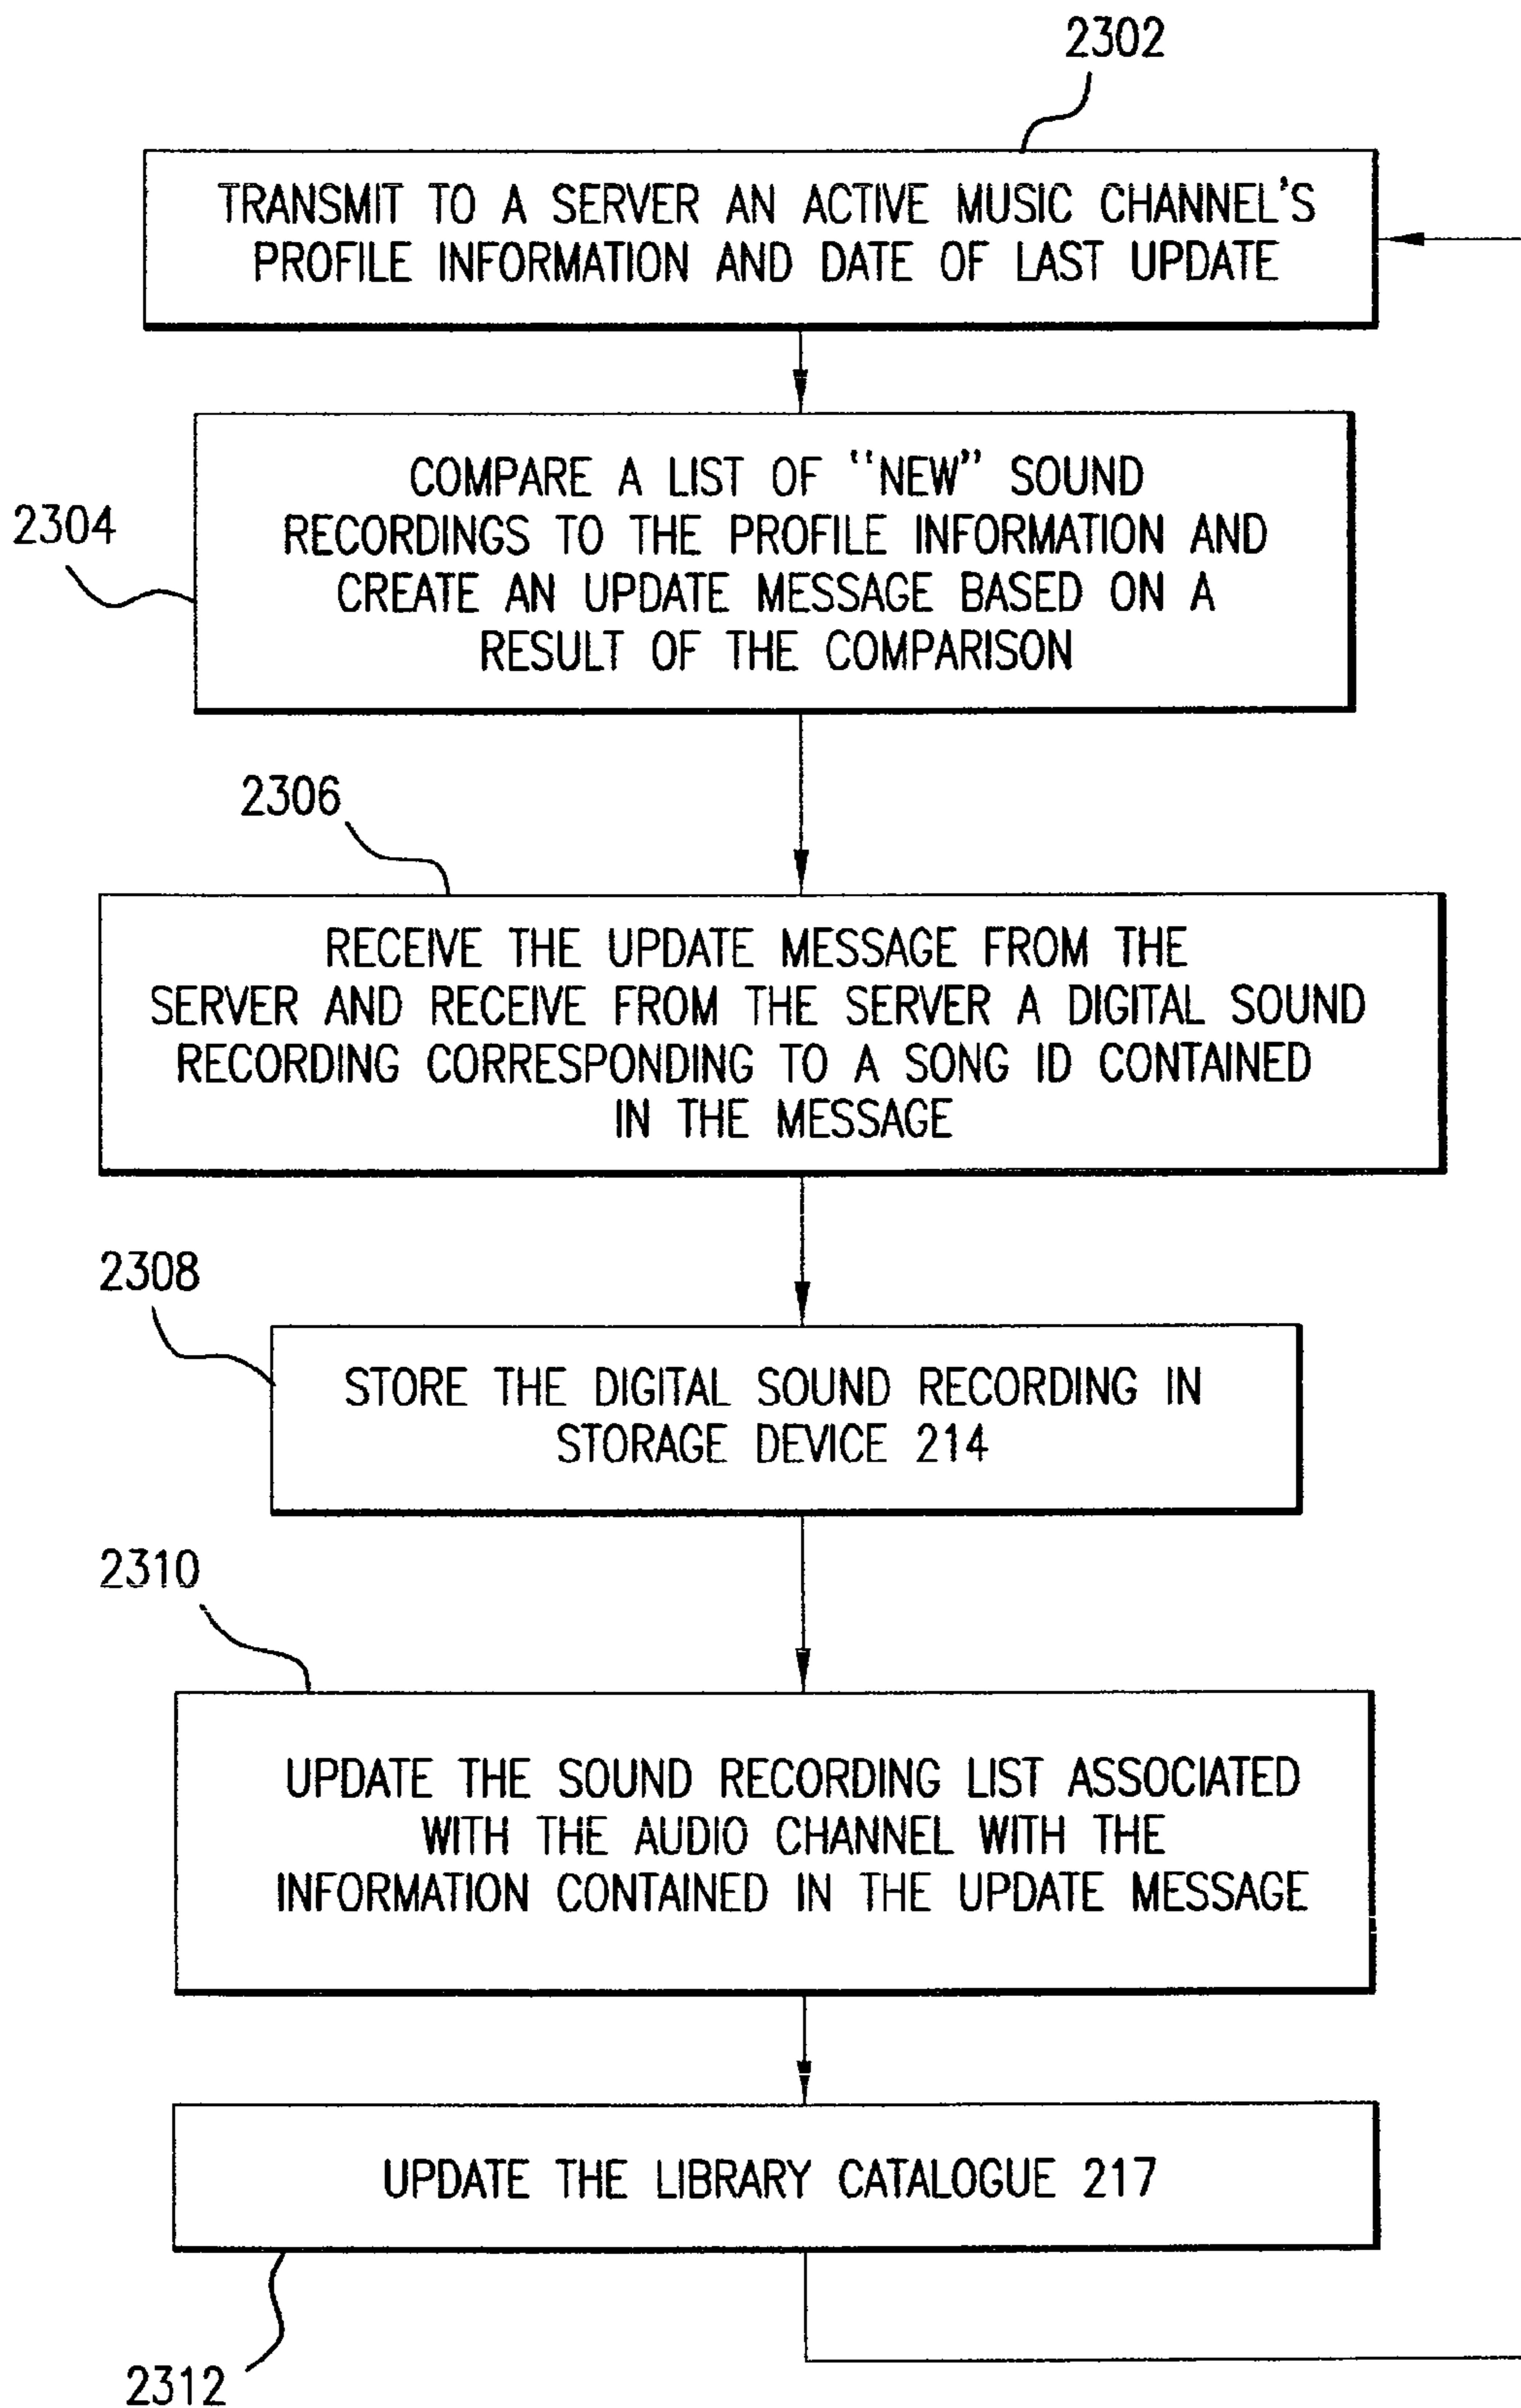 2302
TRANSMIT TO A SERVER AN ACTIVE MUSIC CHANNEL'S
PROFILE INFORMATION AND DATE OF LAST UPDATE
2304
COMPARE A LIST OF "NEW" SOUND
RECORDINGS TO THE PROFILE INFORMATION AND
CREATE AN UPDATE MESSAGE BASED ON A
RESULT OF THE COMPARISON
2306
RECEIVE THE UPDATE MESSAGE FROM THE
SERVER AND RECEIVE FROM THE SERVER A DIGITAL SOUND
RECORDING CORRESPONDING TO A SONG ID CONTAINED
IN THE MESSAGE
2308
STORE THE DIGITAL SOUND RECORDING IN
STORAGE DEVICE 214
2310
UPDATE THE SOUND RECORDING LIST ASSOCIATED
WITH THE AUDIO CHANNEL WITH THE
INFORMATION CONTAINED IN THE UPDATE MESSAGE
UPDATE THE LIBRARY CATALOGUE 217
2312